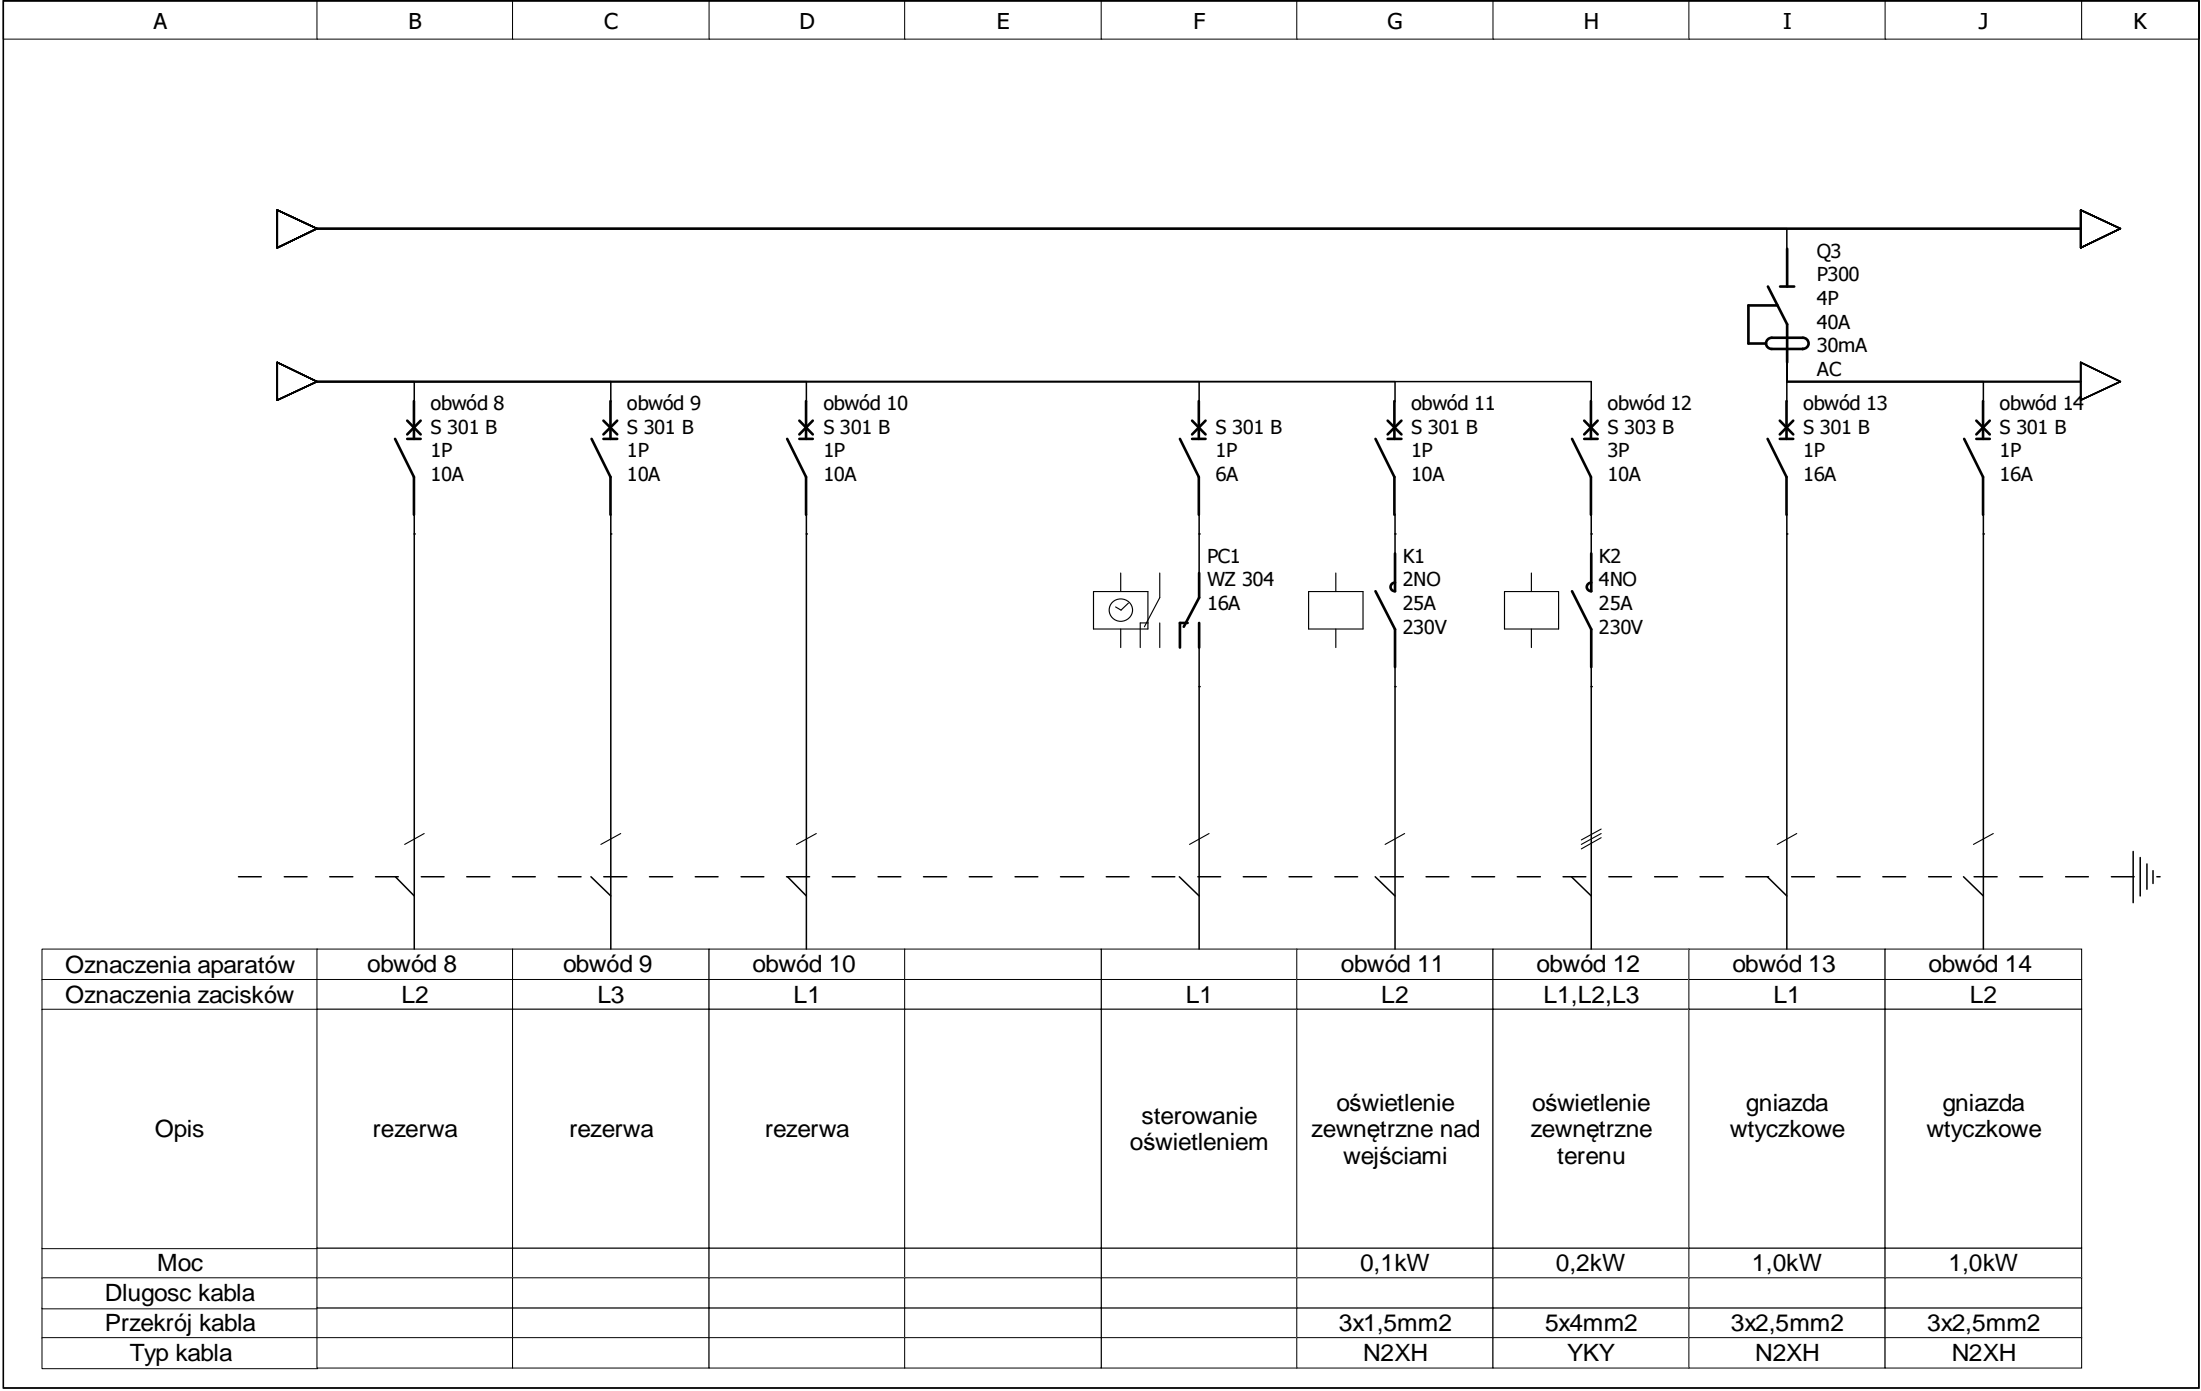 A B C D E F G H I J K
Q3
P300
4P
40A
30mA
AC
obwód 8
S 301 B
1P
10A
obwód 9
S 301 B
1P
10A
obwód 10
S 301 B
1P
10A
S 301 B
1P
6A
obwód 11
S 301 B
1P
10A
obwód 12
S 303 B
3P
10A
obwód 13
S 301 B
1P
16A
obwód 14
S 301 B
1P
16A
PC1
WZ 304
16A
K1
2NO
25A
230V
K2
4NO
25A
230V
Oznaczenia aparatów obwód 8 obwód 9 obwód 10 obwód 11 obwód 12 obwód 13 obwód 14
Oznaczenia zacisków L2 L3 L1 L1 L2 L1,L2,L3 L1 L2
Opis
rezerwa
rezerwa
rezerwa
sterowanie
oświetleniem
oświetlenie
zewnętrzne nad
wejściami
oświetlenie
zewnętrzne
terenu
gniazda
wtyczkowe
gniazda
wtyczkowe
Moc 0,1kW 0,2kW 1,0kW 1,0kW
Dlugosc kabla
Przekrój kabla 3x1,5mm2 5x4mm2 3x2,5mm2 3x2,5mm2
Typ kabla N2XH YKY N2XH N2XH